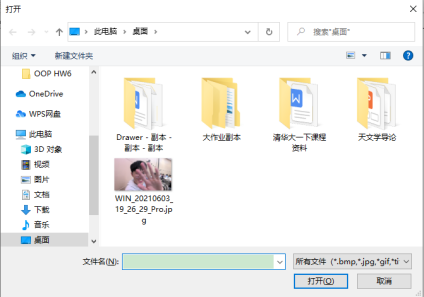 打开
此电脑
桌面
搜索"桌面"
组织
新建文件夹
OOP HW6
OneDrive
WPS网盘
此电脑
3D 对象
视频
图片
文档
下载
音乐
桌面
Drawer - 副本 -
副本 - 副本
大作业副本
清华大一下课程
资料
天文学导论
WIN_20210603_
19_26_29_Pro.jp
g
文件名(N):
所有文件 (*.bmp,*.jpg,*gif,*ti
打开(O)
取消